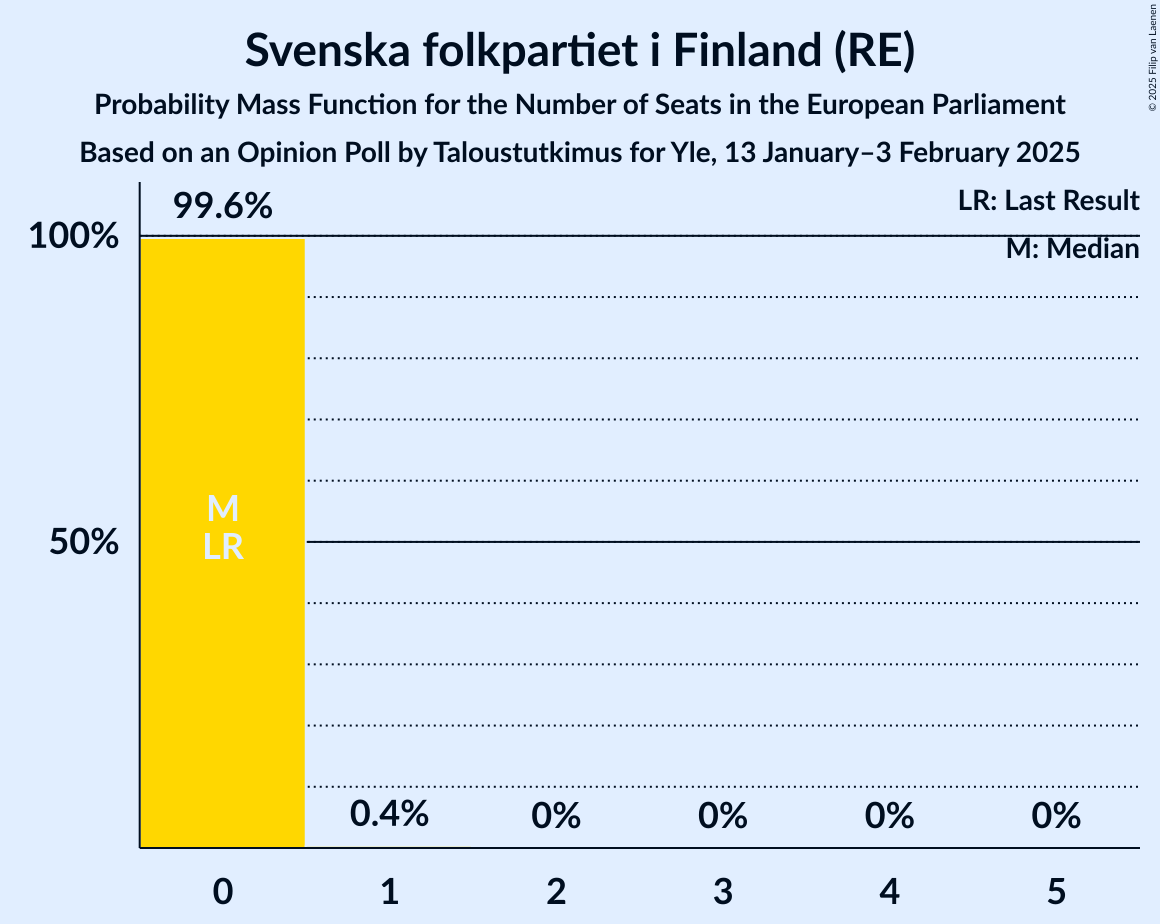 Svenska folkpartiet i Finland (RE)
Probability Mass Function for the Number of Seats in the European Parliament
Based on an Opinion Poll by Taloustutkimus for Yle, 13 January–3 February 2025
© 2025 Filip van Laenen
LR: Last Result
M: Median
99.6%
100%
50%
M
LR
0.4%
0%
0%
0%
0%
0
1
2
3
4
5